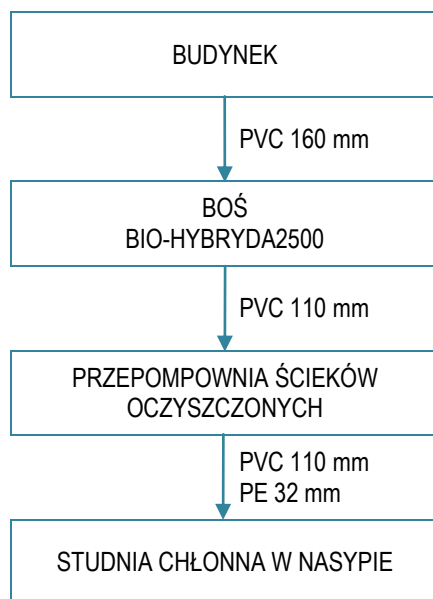 BUDYNEK
PVC 160 mm
BOŚ
BIO-HYBRYDA2500
PVC 110 mm
PRZEPOMPOWNIA ŚCIEKÓW
OCZYSZCZONYCH
PVC 110 mm
PE 32 mm
STUDNIA CHŁONNA W NASYPIE